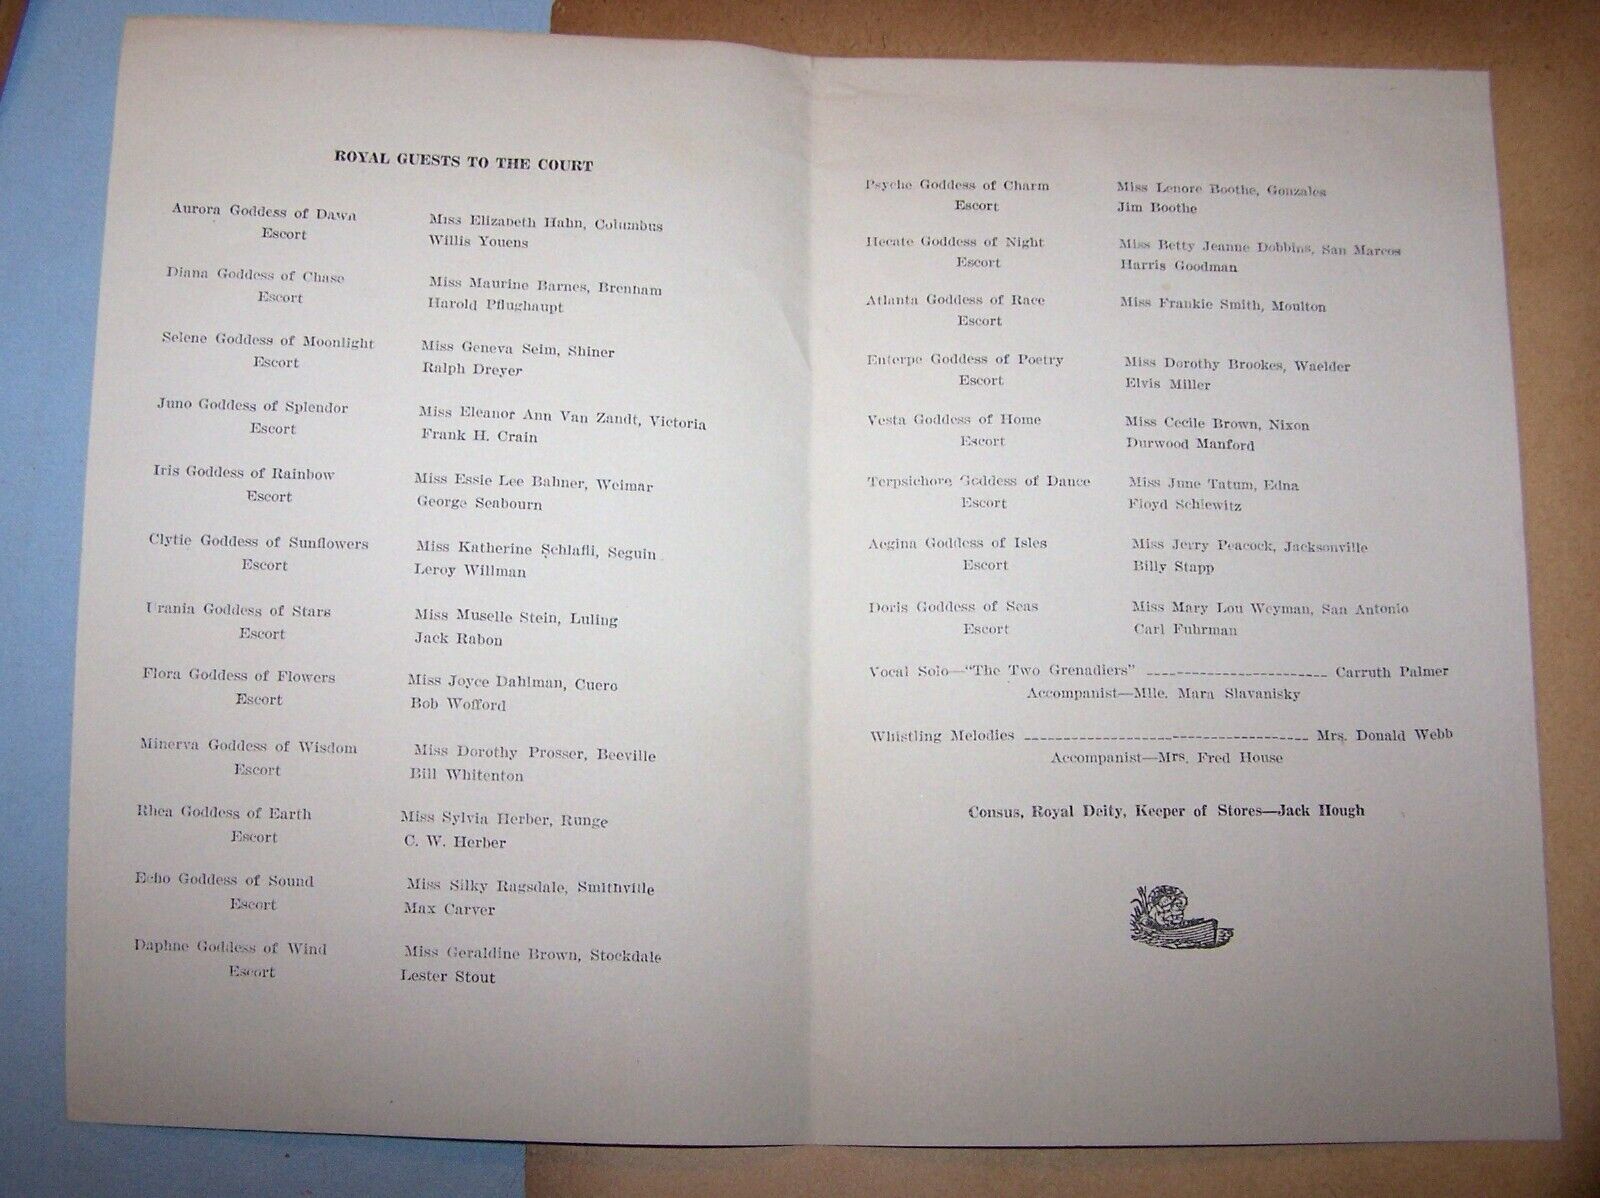 ROYAL GUESTS TO THE COURT
Aurora Goddess of Dawn Miss Elizabeth Hahn, Columbus
Escort Willis Youens
Diana Goddess of Chase Miss Maurine Barnes, Brenham
Escort Harold Pflughaupt
Selene Goddess of Moonlight Miss Geneva Seim, Shiner
Escort Ralph Dreyer
Juno Goddess of Splendor Miss Eleanor Ann Van Zandt, Victoria
Escort Frank H. Crain
Iris Goddess of Rainbow Miss Essie Lee Bahner, Weimar
Escort George Seabourn
Clytie Goddess of Sunflowers Miss Katherine Schlafli, Seguin
Escort Leroy Willman
Urania Goddess of Stars Miss Muselle Stein, Luling
Escort Jack Rabon
Flora Goddess of Flowers Miss Joyce Dahlman, Cuero
Escort Bob Wofford
Minerva Goddess of Wisdom Miss Dorothy Prosser, Beeville
Escort Bill Whitenton
Rhea Goddess of Earth Miss Sylvia Herber, Runge
Escort C. W. Herber
Echo Goddess of Sound Miss Silky Ragsdale, Smithville
Escort Max Carver
Daphne Goddess of Wind Miss Geraldine Brown, Stockdale
Escort Lester Stout
Psyche Goddess of Charm Miss Lenore Boothe, Gonzales
Escort Jim Boothe
Hecate Goddess of Night Miss Betty Jeanne Dobbins, San Marcos
Escort Harris Goodman
Atlanta Goddess of Race Miss Frankie Smith, Moulton
Escort
Enterpe Goddess of Poetry Miss Dorothy Brookes, Waelder
Escort Elvis Miller
Vesta Goddess of Home Miss Cecile Brown, Nixon
Escort Durwood Manford
Terpsichore Goddess of Dance Miss June Tatum, Edna
Escort Floyd Schlewitz
Aegina Goddess of Isles Miss Jerry Peacock, Jacksonville
Escort Billy Stapp
Doris Goddess of Seas Miss Mary Lou Weyman, San Antonio
Escort Carl Fuhrman
Vocal Solo—"The Two Grenadiers" -------------------------- Carruth Palmer
Accompanist—Mlle. Mara Slavanisky
Whistling Melodies ---------------------------------------- Mrs. Donald Webb
Accompanist—Mrs. Fred House
Consus, Royal Deity, Keeper of Stores—Jack Hough